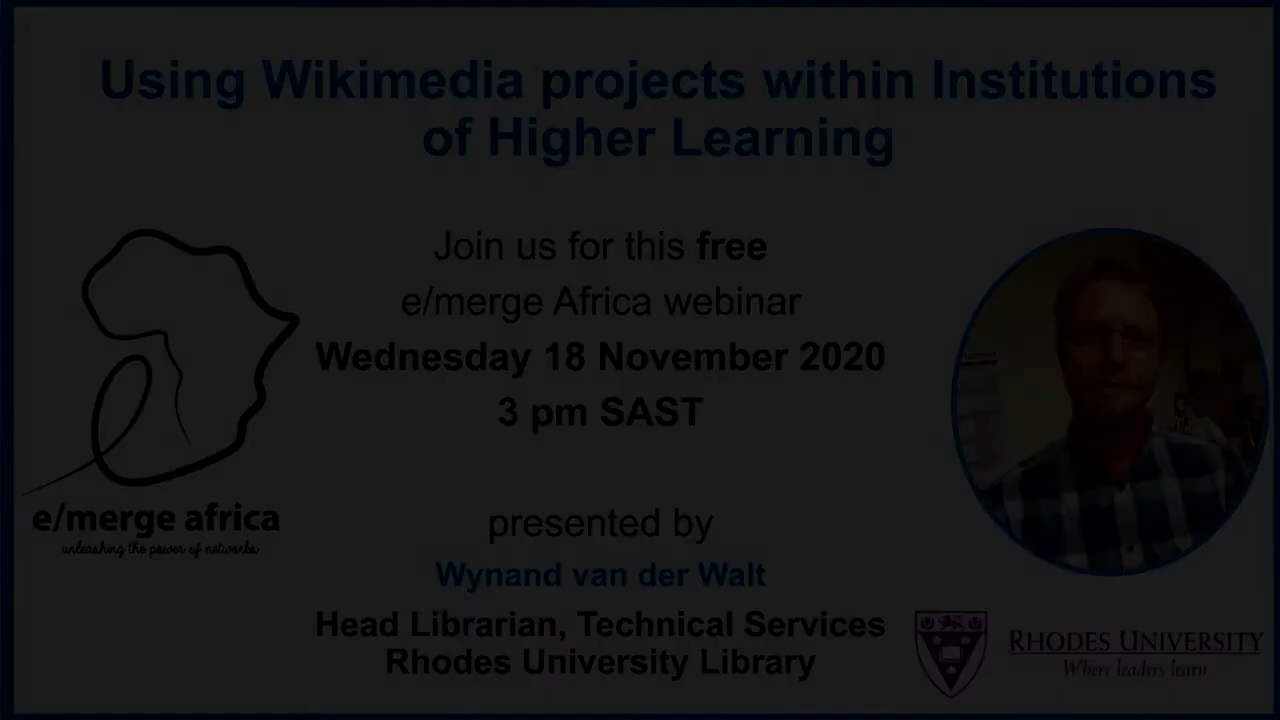 Using Wikimedia projects within Institutions
of Higher Learning
Join us for this free
e/merge Africa webinar
Wednesday 18 November 2020
3 pm SAST
e/merge africa
unleashing the power of networks
presented by
Wynand van der Walt
Head Librarian, Technical Services
Rhodes University Library
RHODES UNIVERSITY
Where leaders learn